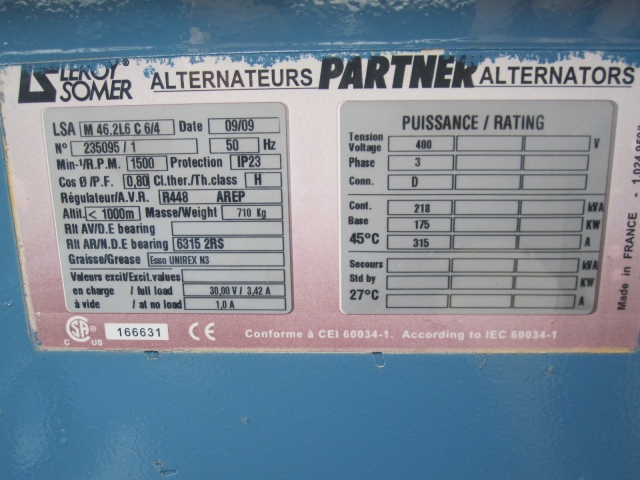 LEROY SOMER
ALTERNATEURS PARTNER ALTERNATORS
LSA M 46.2L6 C 6/4 Date 09/09
N° 235095/1 50 Hz
Min-1/R.P.M. 1500 Protection IP23
Cos Ø /P.F. 0,80 Cl.ther./Th.class H
Régulateur/A.V.R. R448 AREP
Altit. < 1000m Masse/Weight 710 Kg
Rlt AV/D.E bearing
Rlt AR/N.D.E bearing 6315 2RS
Graisse/Grease Esso UNIREX N3
Valeurs excit/Excit.values
en charge / full load 30,00 V / 3,42 A
à vide / at no load 1,0 A
166631
C US
CE
PUISSANCE / RATING
Tension
Voltage 400 V
Phase 3
Conn. D
Cont. 218 kVA
Base 175 KW
45°C 315 A
Secours kVA
Std by KW
27°C A
Conforme à CEI 60034-1. According to IEC 60034-1
Made in FRANCE